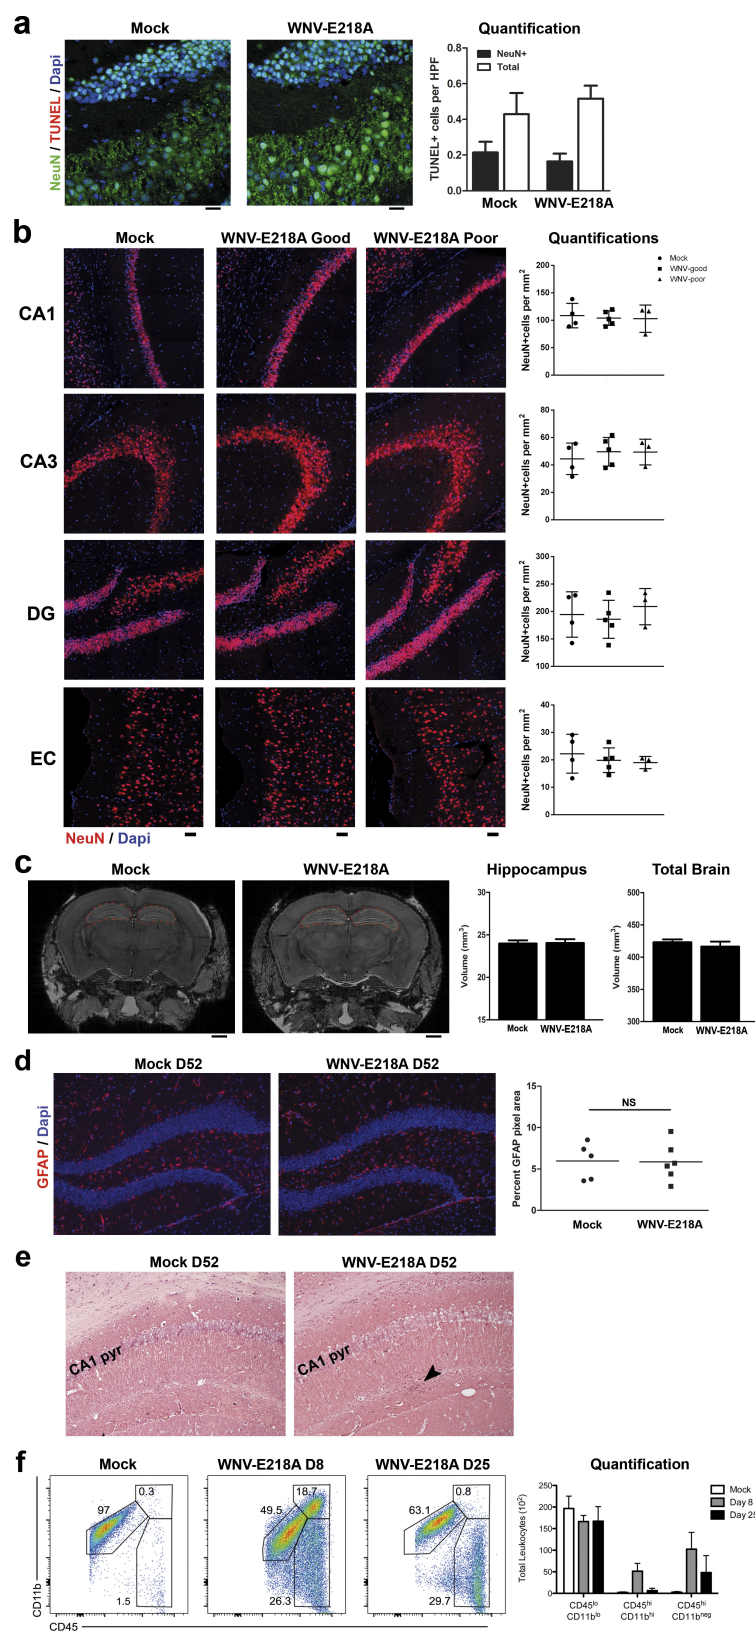 a
Mock
WNV-E218A
Quantification
NeuN / TUNEL / Dapi
TUNEL+ cells per HPF
0.8
0.6
0.4
0.2
0.0
NeuN+
Total
Mock
WNV-E218A
b
Mock
WNV-E218A Good
WNV-E218A Poor
Quantifications
Mock
WNV-good
WNV-poor
CA1
NeuN+cells per mm2
200
150
100
50
0
CA3
NeuN+cells per mm2
80
60
40
20
0
DG
NeuN+cells per mm2
300
250
200
150
100
EC
NeuN+cells per mm2
40
30
20
10
0
NeuN / Dapi
c
Mock
WNV-E218A
Hippocampus
Total Brain
Volume (mm3)
30
24
21
15
Mock
WNV-E218A
Volume (mm3)
500
450
400
350
300
Mock
WNV-E218A
d
Mock D52
WNV-E218A D52
GFAP / Dapi
Percent GFAP pixel area
15
10
5
0
NS
Mock
WNV-E218A
e
Mock D52
WNV-E218A D52
CA1 pyr
CA1 pyr
f
Mock
WNV-E218A D8
WNV-E218A D25
Quantification
0.3
97
1.5
18.7
49.5
26.3
0.8
63.1
29.7
CD11b
CD45
Total Leukocytes (102)
250
200
150
100
50
0
Mock
Day 8
Day 25
CD45lo
CD11blo
CD45hi
CD11bhi
CD45hi
CD11bneg